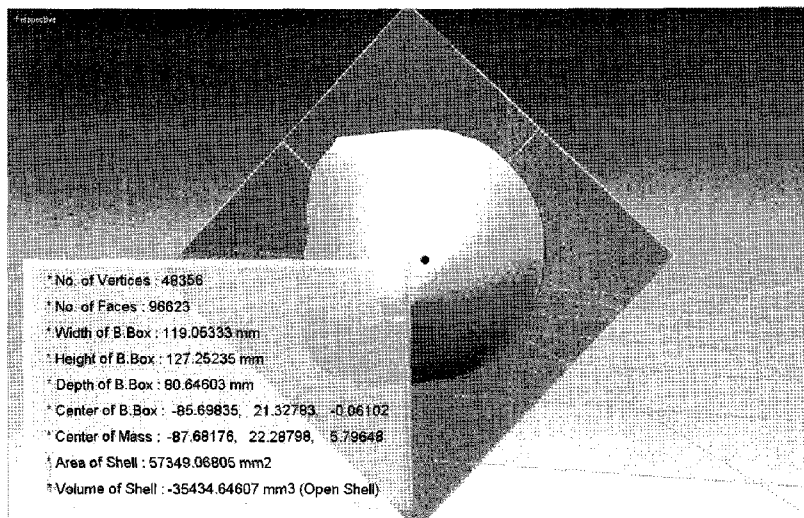 Perspective
* No. of Vertices : 48356
* No. of Faces : 96623
* Width of B.Box : 119.05333 mm
* Height of B.Box : 127.25235 mm
* Depth of B.Box : 80.64603 mm
* Center of B.Box : -85.69835, 21.32783, -0.06102
* Center of Mass : -87.68176, 22.28798, 5.79648
* Area of Shell : 57349.06805 mm2
* Volume of Shell : -35434.64607 mm3 (Open Shell)